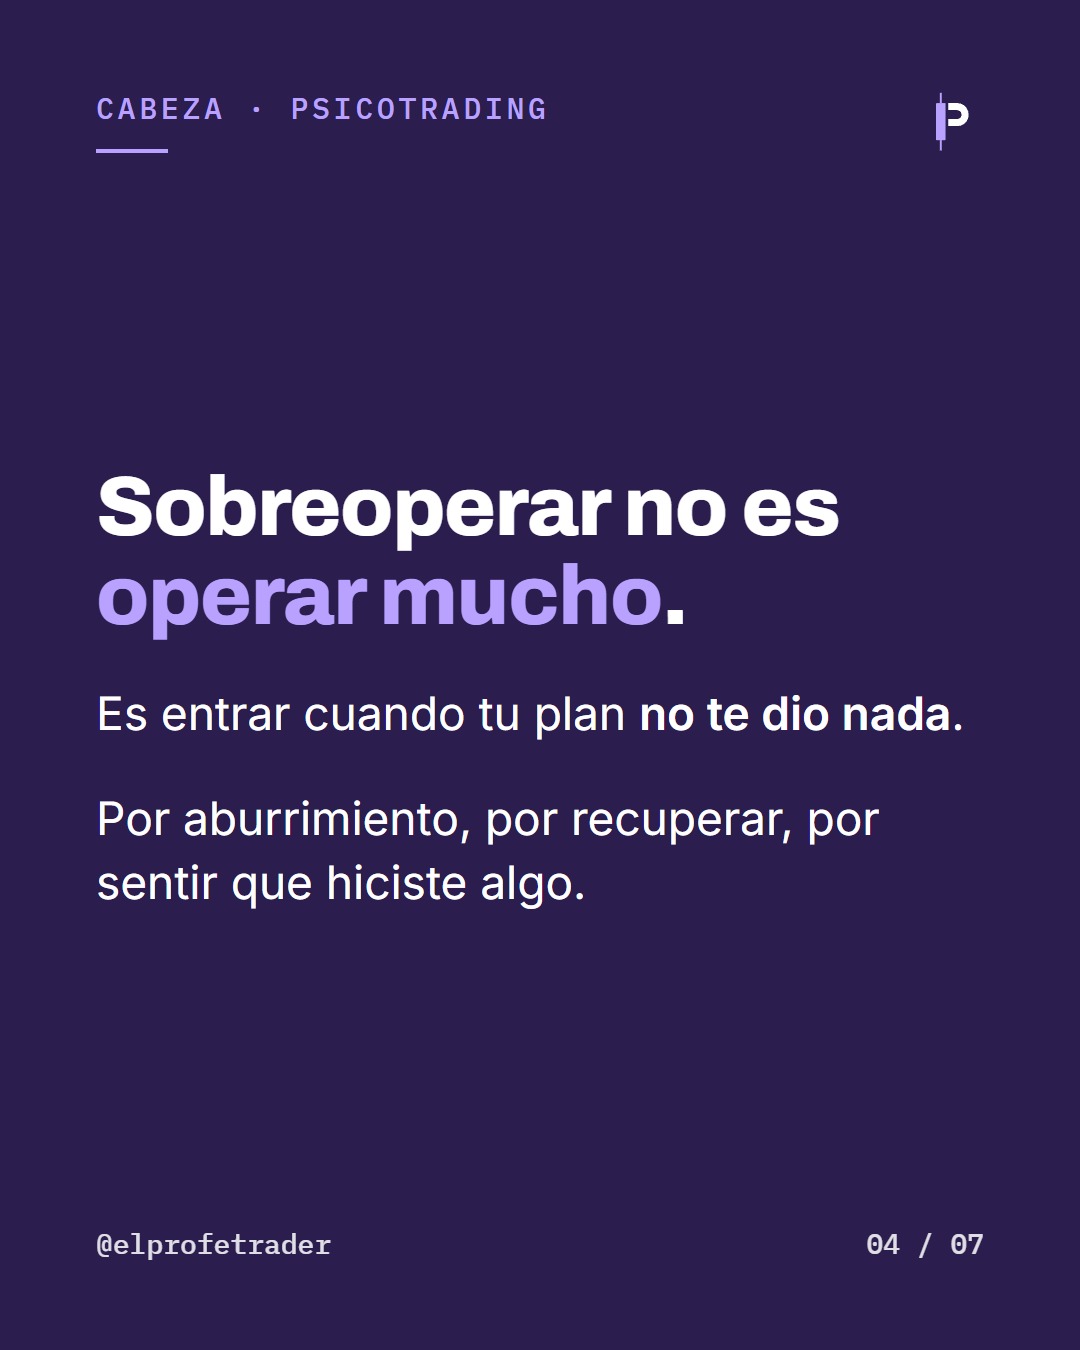 CABEZA · PSICOTRADING
P
Sobreoperar no es
operar mucho.
Es entrar cuando tu plan no te dio nada.
Por aburrimiento, por recuperar, por
sentir que hiciste algo.
@elprofetrader
04 / 07